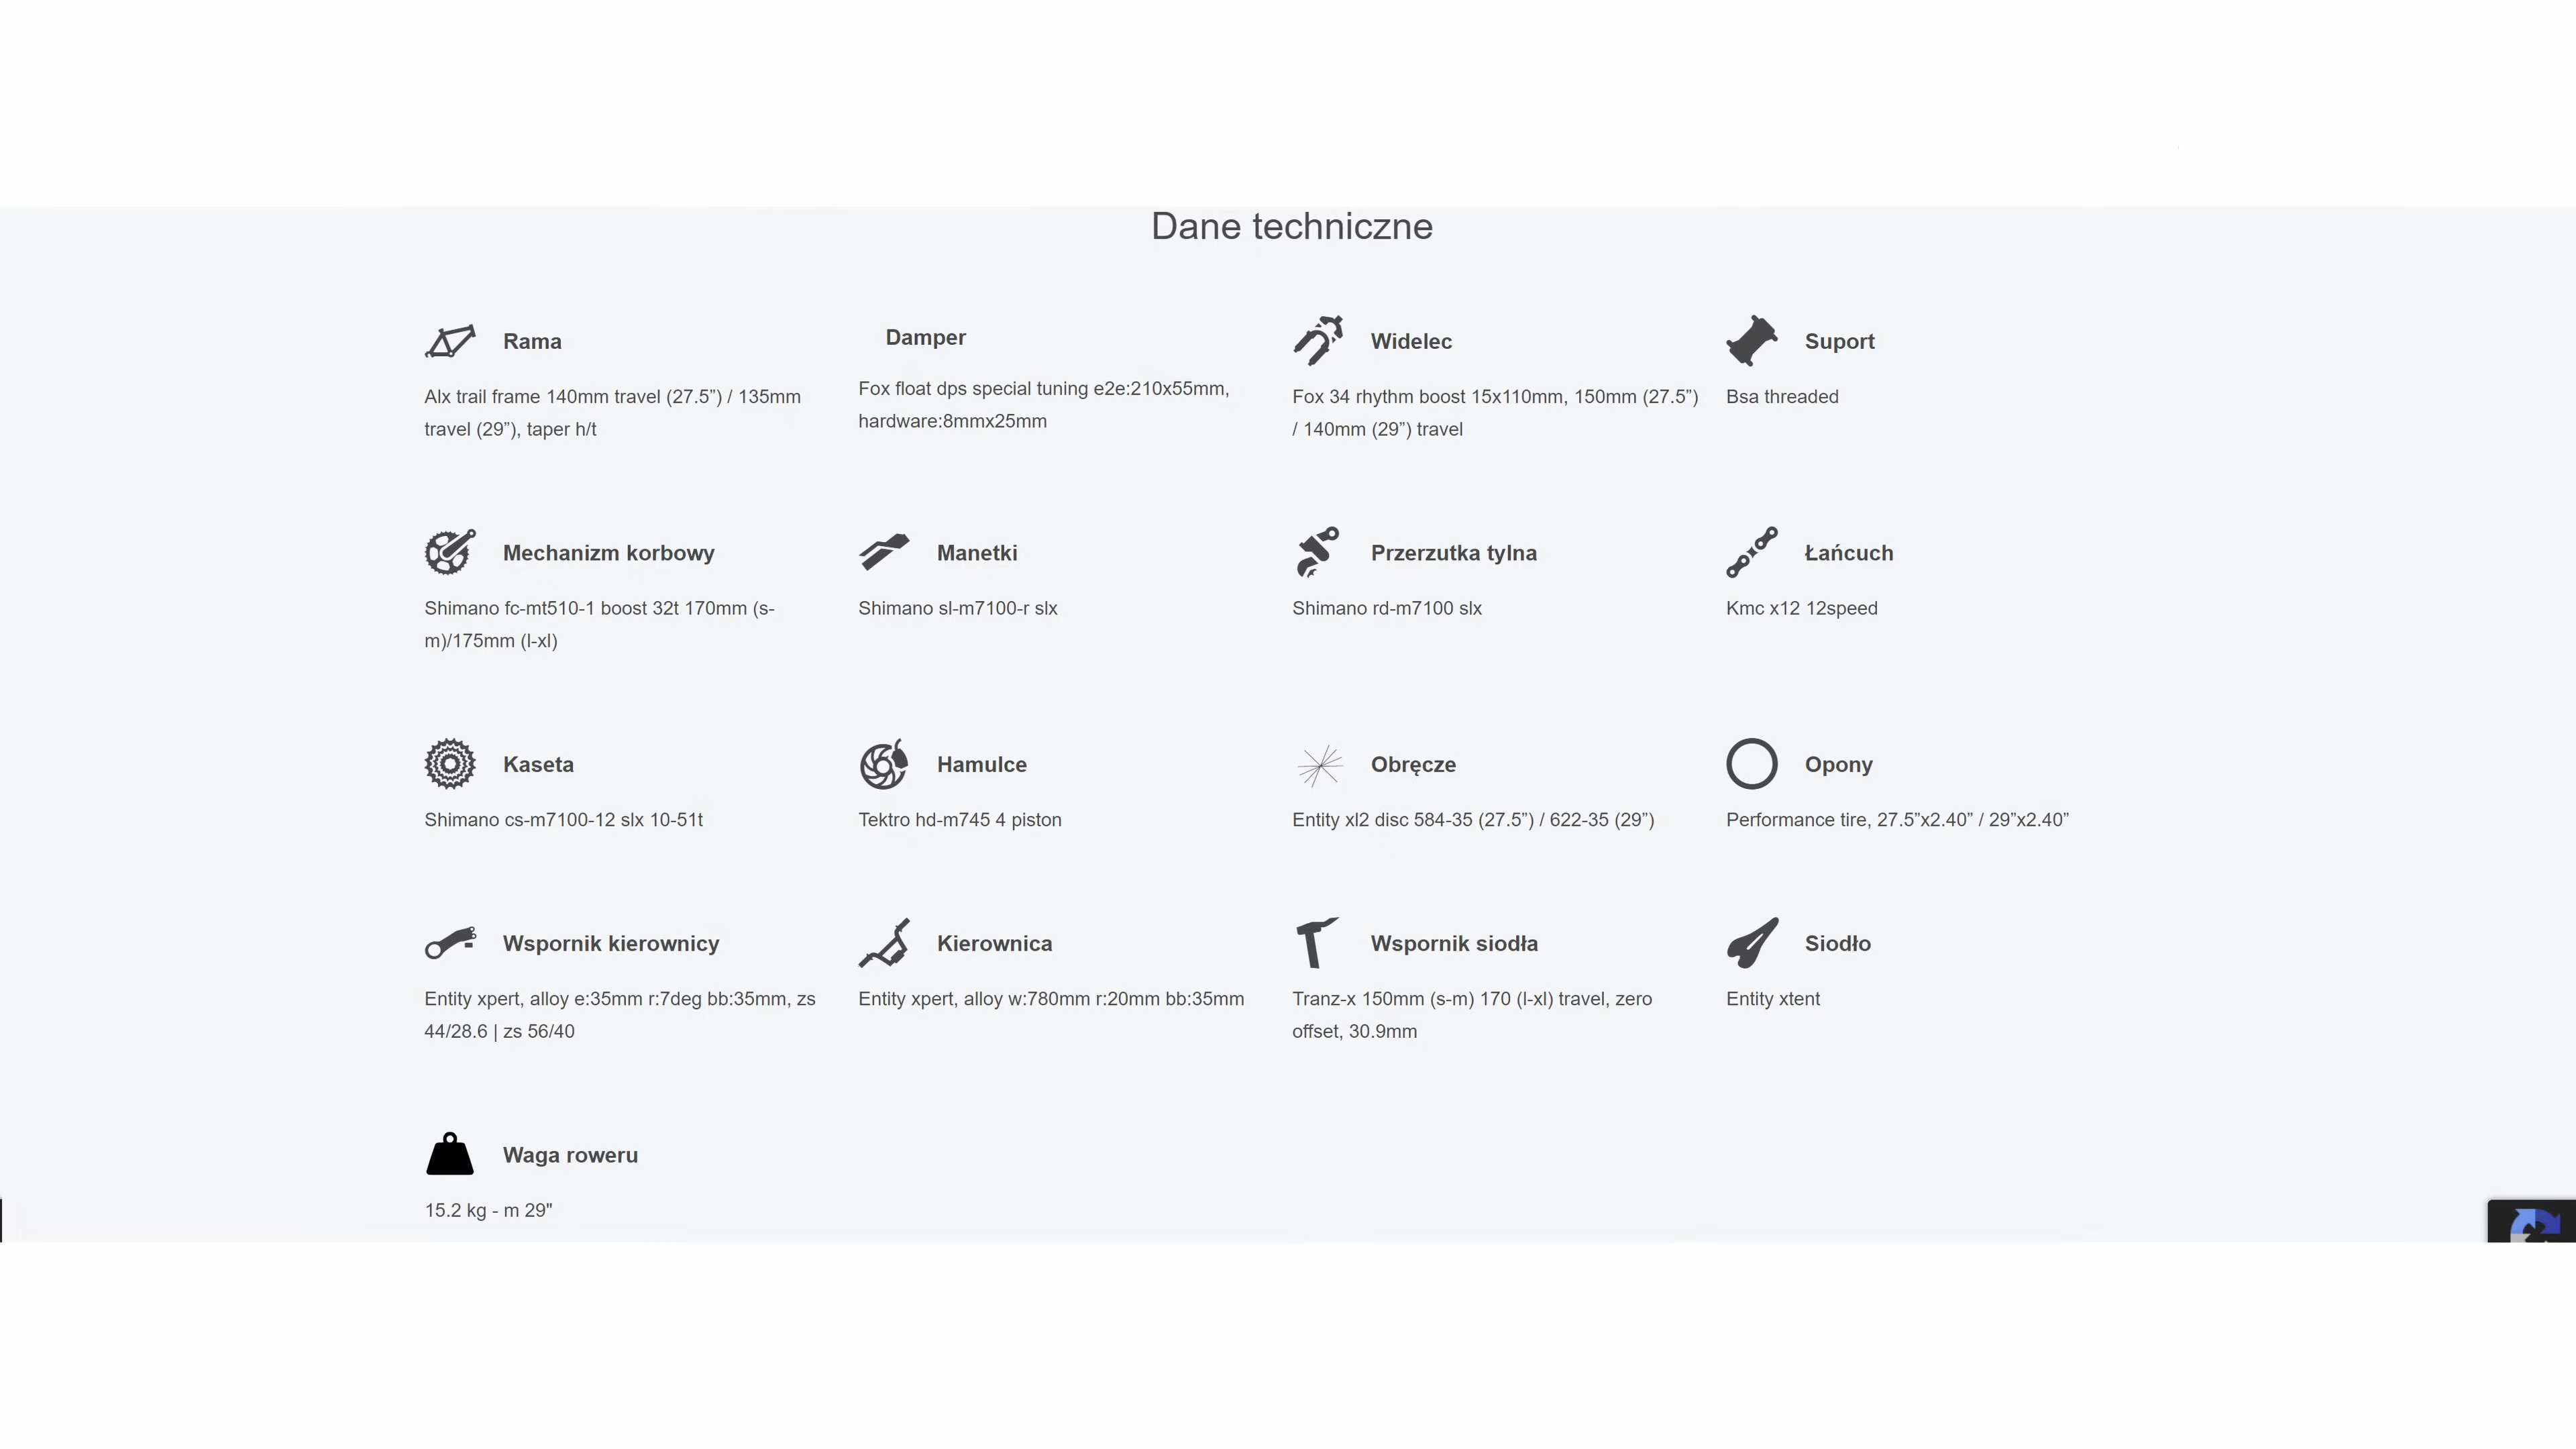 Dane techniczne
Rama
Alx trail frame 140mm travel (27.5”) / 135mm
travel (29”), taper h/t
Damper
Fox float dps special tuning e2e:210x55mm,
hardware:8mmx25mm
Widelec
Fox 34 rhythm boost 15x110mm, 150mm (27.5”)
/ 140mm (29”) travel
Suport
Bsa threaded
Mechanizm korbowy
Shimano fc-mt510-1 boost 32t 170mm (s-
m)/175mm (l-xl)
Manetki
Shimano sl-m7100-r slx
Przerzutka tylna
Shimano rd-m7100 slx
Łańcuch
Kmc x12 12speed
Kaseta
Shimano cs-m7100-12 slx 10-51t
Hamulce
Tektro hd-m745 4 piston
Obręcze
Entity xl2 disc 584-35 (27.5”) / 622-35 (29”)
Opony
Performance tire, 27.5”x2.40” / 29”x2.40”
Wspornik kierownicy
Entity xpert, alloy e:35mm r:7deg bb:35mm, zs
44/28.6 | zs 56/40
Kierownica
Entity xpert, alloy w:780mm r:20mm bb:35mm
Wspornik siodła
Tranz-x 150mm (s-m) 170 (l-xl) travel, zero
offset, 30.9mm
Siodło
Entity xtent
Waga roweru
15.2 kg - m 29"